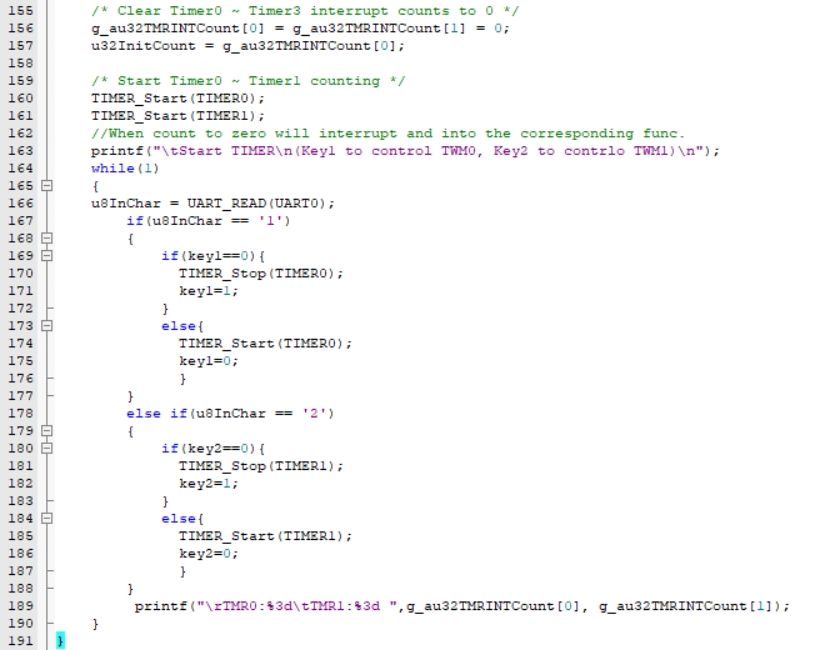 155 /* Clear Timer0 ~ Timer3 interrupt counts to 0 */
156 g_au32TMRINTCount[0] = g_au32TMRINTCount[1] = 0;
157 u32InitCount = g_au32TMRINTCount[0];
158
159 /* Start Timer0 ~ Timer1 counting */
160 TIMER_Start(TIMER0);
161 TIMER_Start(TIMER1);
162 //When count to zero will interrupt and into the corresponding func.
163 printf("\tStart TIMER\n(Key1 to control TWM0, Key2 to contrlo TWM1)\n");
164 while(1)
165 {
166 u8InChar = UART_READ(UART0);
167 if(u8InChar == '1')
168 {
169 if(key1==0){
170 TIMER_Stop(TIMER0);
171 key1=1;
172 }
173 else{
174 TIMER_Start(TIMER0);
175 key1=0;
176 }
177 }
178 else if(u8InChar == '2')
179 {
180 if(key2==0){
181 TIMER_Stop(TIMER1);
182 key2=1;
183 }
184 else{
185 TIMER_Start(TIMER1);
186 key2=0;
187 }
188 }
189 printf("\rTMR0:%3d\tTMR1:%3d ",g_au32TMRINTCount[0], g_au32TMRINTCount[1]);
190 }
191 }